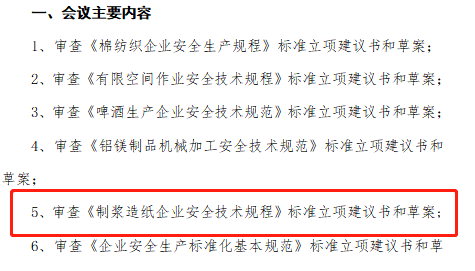 一、会议主要内容
1、审查《棉纺织企业安全生产规程》标准立项建议书和草案；
2、审查《有限空间作业安全技术规程》标准立项建议书和草案；
3、审查《啤酒生产企业安全技术规范》标准立项建议书和草案；
4、审查《铝镁制品机械加工安全技术规范》标准立项建议书和
草案；
5、审查《制浆造纸企业安全技术规程》标准立项建议书和草案；
6、审查《企业安全生产标准化基本规范》标准立项建议书和草